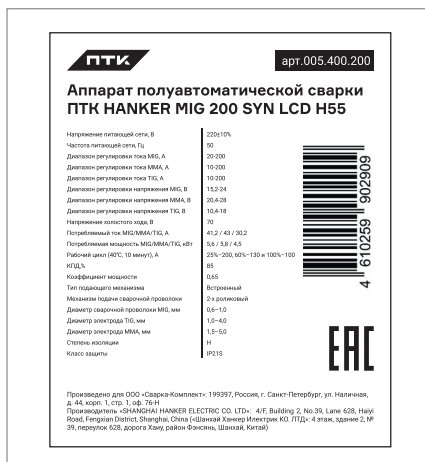 ПТК
арт.005.400.200
Аппарат полуавтоматической сварки
ПТК HANKER MIG 200 SYN LCD H55
Напряжение питающей сети, В 220±10%
Частота питающей сети, Гц 50
Диапазон регулировки тока MIG, А 20-200
Диапазон регулировки тока MMA, А 10-200
Диапазон регулировки тока TIG, А 10-200
Диапазон регулировки напряжения MIG, В 15,2-24
Диапазон регулировки напряжения MMA, В 20,4-28
Диапазон регулировки напряжения TIG, В 10,4-18
Напряжение холостого хода, В 70
Потребляемый ток MIG/MMA/TIG, А 41,2 / 43 / 30,2
Потребляемая мощность MIG/MMA/TIG, кВт 5,6 / 5,8 / 4,5
Рабочий цикл (40°С, 10 минут), А 25%–200, 60%–130 и 100%–100
КПД,% 85
Коэффициент мощности 0,65
Тип подающего механизма Встроенный
Механизм подачи сварочной проволоки 2-х роликовый
Диаметр сварочной проволоки MIG, мм 0,6–1,0
Диаметр электрода TIG, мм 1,0–4,0
Диаметр электрода MMA, мм 1,5–5,0
Степень изоляции H
Класс защиты IP21S
4 610259 902909
EAC
Произведено для ООО «Сварка-Комплект»: 199397, Россия, г. Санкт-Петербург, ул. Наличная,
д. 44, корп. 1, стр. 1, оф. 76-Н
Производитель «SHANGHAI HANKER ELECTRIC CO. LTD»: 4/F, Building 2, No.39, Lane 628, Haiyi
Road, Fengxian District, Shanghai, China («Шанхай Ханкер Илектрик КО. ЛТД»: 4 этаж, здание 2, №
39, переулок 628, дорога Хаиу, район Фэнсянь, Шанхай, Китай)